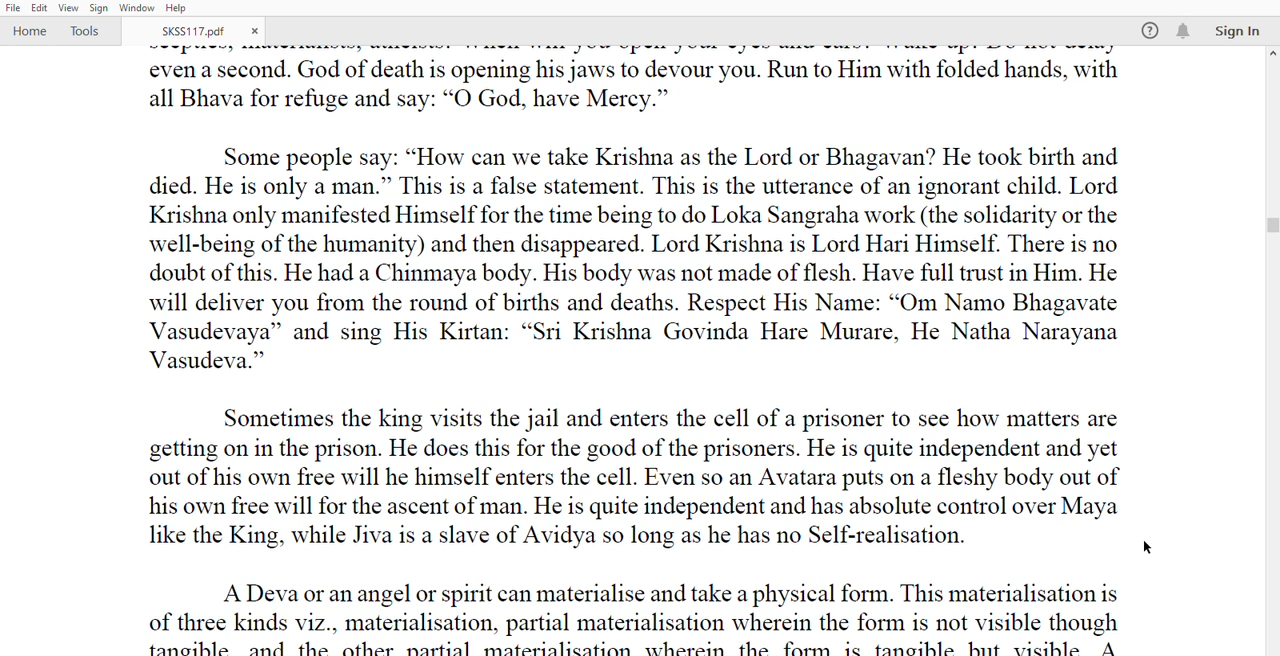 File Edit View Sign Window Help
Home Tools SKSS117.pdf × ? Sign In
even a second. God of death is opening his jaws to devour you. Run to Him with folded hands, with
all Bhava for refuge and say: “O God, have Mercy.”
Some people say: “How can we take Krishna as the Lord or Bhagavan? He took birth and
died. He is only a man.” This is a false statement. This is the utterance of an ignorant child. Lord
Krishna only manifested Himself for the time being to do Loka Sangraha work (the solidarity or the
well-being of the humanity) and then disappeared. Lord Krishna is Lord Hari Himself. There is no
doubt of this. He had a Chinmaya body. His body was not made of flesh. Have full trust in Him. He
will deliver you from the round of births and deaths. Respect His Name: “Om Namo Bhagavate
Vasudevaya” and sing His Kirtan: “Sri Krishna Govinda Hare Murare, He Natha Narayana
Vasudeva.”
Sometimes the king visits the jail and enters the cell of a prisoner to see how matters are
getting on in the prison. He does this for the good of the prisoners. He is quite independent and yet
out of his own free will he himself enters the cell. Even so an Avatara puts on a fleshy body out of
his own free will for the ascent of man. He is quite independent and has absolute control over Maya
like the King, while Jiva is a slave of Avidya so long as he has no Self-realisation.
A Deva or an angel or spirit can materialise and take a physical form. This materialisation is
of three kinds viz., materialisation, partial materialisation wherein the form is not visible though
tangible, and the other partial materialisation wherein the form is tangible but visible. A